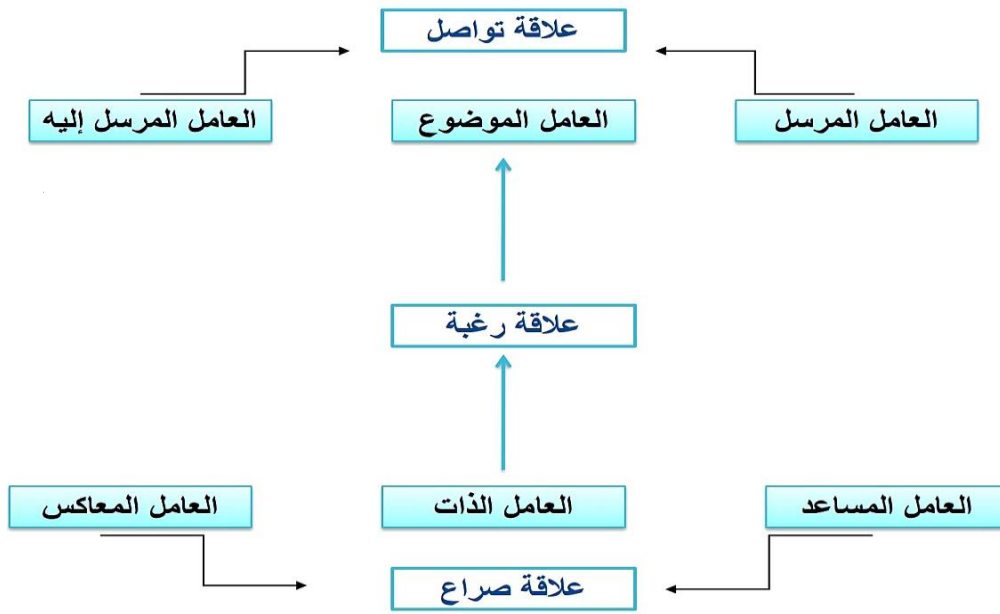 علاقة تواصل
العامل المرسل
العامل الموضوع
العامل المرسل إليه
علاقة رغبة
العامل المساعد
العامل الذات
العامل المعاكس
علاقة صراع